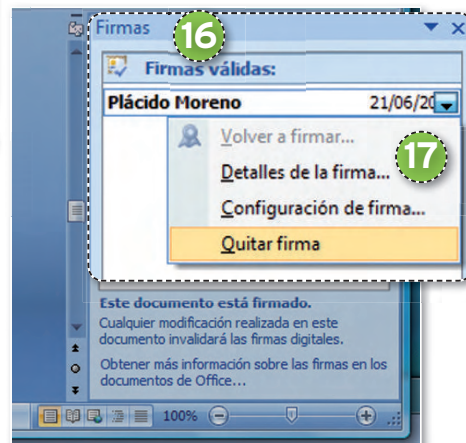 Firmas
16
Firmas válidas:
Plácido Moreno 21/06/20
Volver a firmar...
17
Detalles de la firma...
Configuración de firma...
Quitar firma
Este documento está firmado.
Cualquier modificación realizada en este
documento invalidará las firmas digitales.
Obtener más información sobre las firmas en los
documentos de Office...
100%